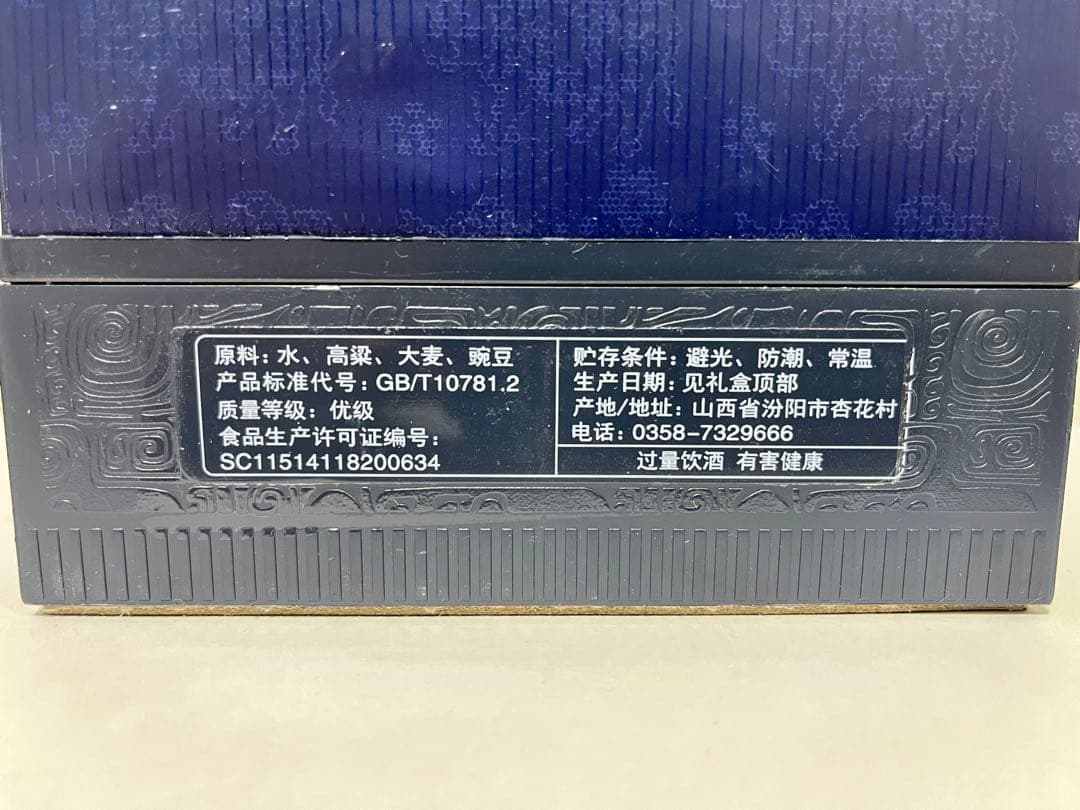 原料：水、高粱、大麦、豌豆
产品标准代号：GB/T10781.2
质量等级：优级
食品生产许可证编号：
SC11514118200634
贮存条件：避光、防潮、常温
生产日期：见礼盒顶部
产地/地址：山西省汾阳市杏花村
电话：0358-7329666
过量饮酒 有害健康